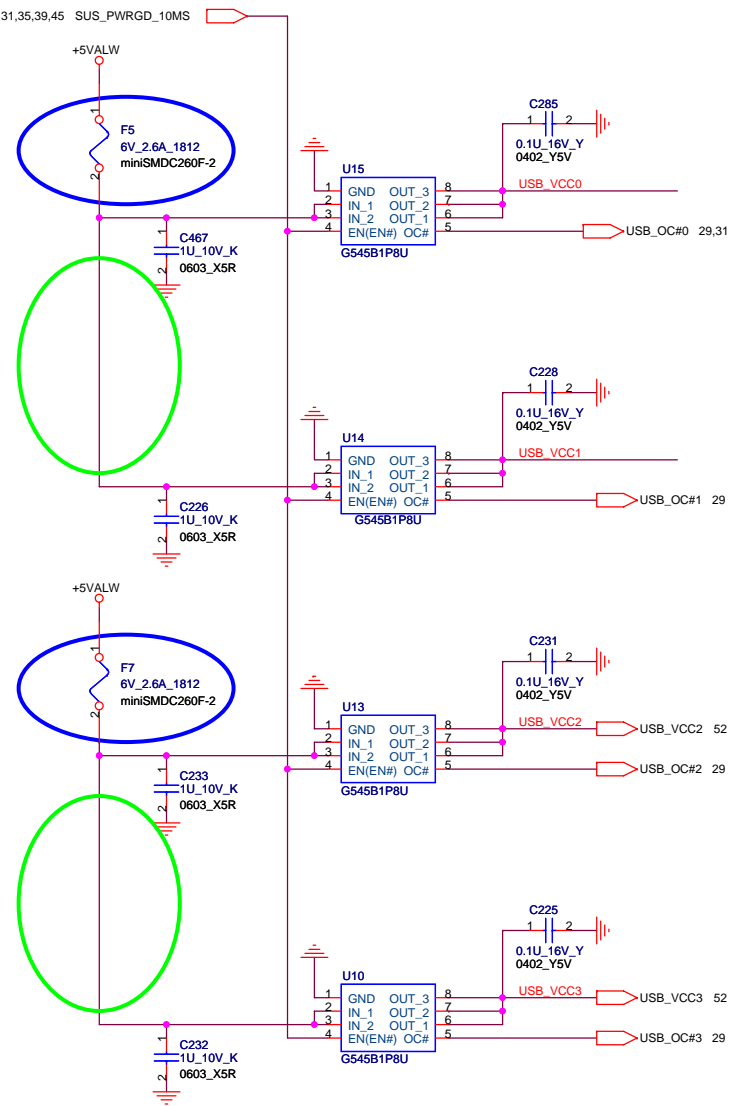 31,35,39,45 SUS_PWRGD_10MS
+5VALW
1
F5
6V_2.6A_1812
miniSMDC260F-2
2
C285
1 2
0.1U_16V_Y
0402_Y5V
U15
1 GND OUT_3 8 USB_VCC0
2 IN_1 OUT_2 7
3 IN_2 OUT_1 6
4 EN(EN#) OC# 5 USB_OC#0 29,31
G545B1P8U
1
C467
1U_10V_K
2 0603_X5R
C228
1 2
0.1U_16V_Y
0402_Y5V
U14
1 GND OUT_3 8 USB_VCC1
2 IN_1 OUT_2 7
3 IN_2 OUT_1 6
4 EN(EN#) OC# 5 USB_OC#1 29
G545B1P8U
1
C226
1U_10V_K
2 0603_X5R
+5VALW
1
F7
6V_2.6A_1812
miniSMDC260F-2
2
C231
1 2
0.1U_16V_Y
0402_Y5V
U13
1 GND OUT_3 8 USB_VCC2 USB_VCC2 52
2 IN_1 OUT_2 7
3 IN_2 OUT_1 6
4 EN(EN#) OC# 5 USB_OC#2 29
G545B1P8U
1
C233
1U_10V_K
2 0603_X5R
C225
1 2
0.1U_16V_Y
0402_Y5V
U10
1 GND OUT_3 8 USB_VCC3 USB_VCC3 52
2 IN_1 OUT_2 7
3 IN_2 OUT_1 6
4 EN(EN#) OC# 5 USB_OC#3 29
G545B1P8U
1
C232
1U_10V_K
2 0603_X5R